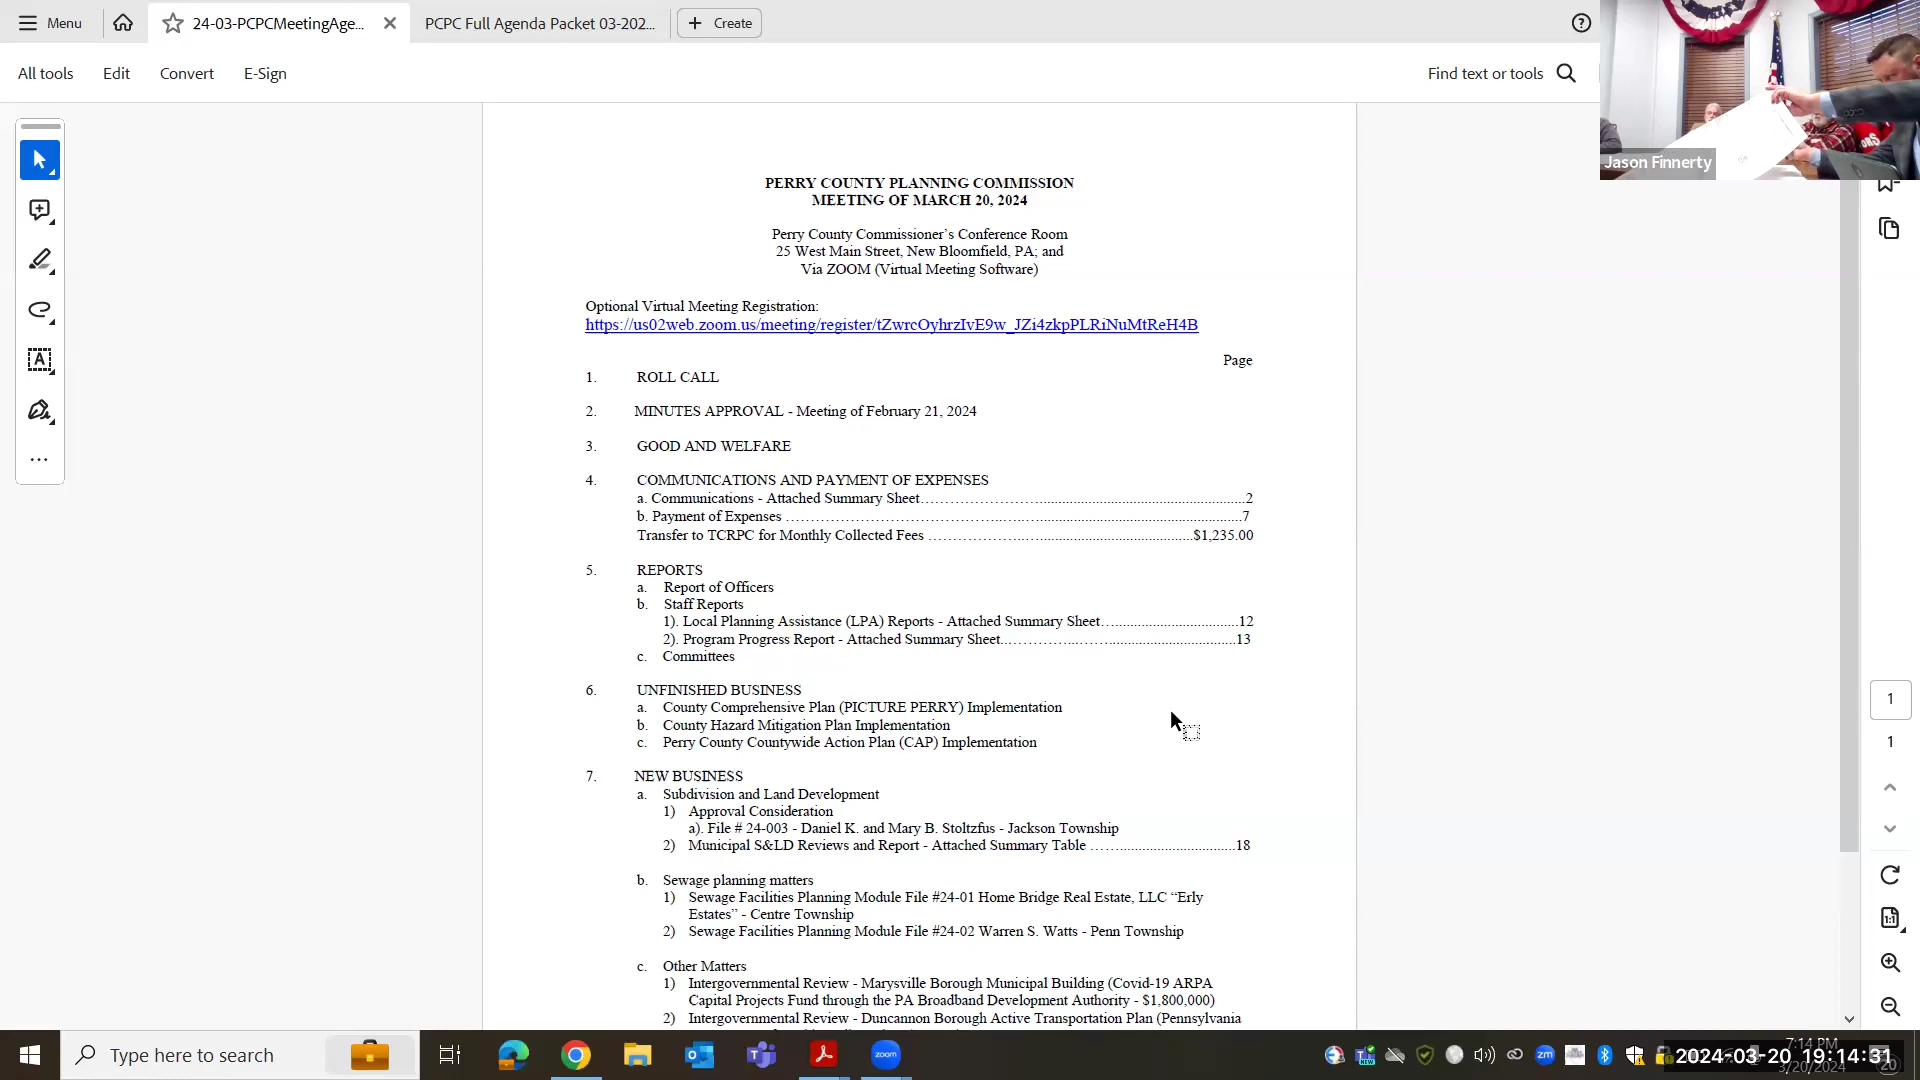 Menu
24-03-PCPCMeetingAge...
PCPC Full Agenda Packet 03-202...
Create
All tools
Edit
Convert
E-Sign
Find text or tools
Jason Finnerty
PERRY COUNTY PLANNING COMMISSION
MEETING OF MARCH 20, 2024
Perry County Commissioner's Conference Room
25 West Main Street, New Bloomfield, PA; and
Via ZOOM (Virtual Meeting Software)
Optional Virtual Meeting Registration:
https://us02web.zoom.us/meeting/register/tZwrcOyhrzIvE9w_JZi4zkpPLRiNuMtReH4B
Page
1. ROLL CALL
2. MINUTES APPROVAL - Meeting of February 21, 2024
3. GOOD AND WELFARE
4. COMMUNICATIONS AND PAYMENT OF EXPENSES
a. Communications - Attached Summary Sheet.......................2
b. Payment of Expenses .......................7
Transfer to TCRPC for Monthly Collected Fees .......................$1,235.00
5. REPORTS
a. Report of Officers
b. Staff Reports
1). Local Planning Assistance (LPA) Reports - Attached Summary Sheet.......................12
2). Program Progress Report - Attached Summary Sheet.......................13
c. Committees
6. UNFINISHED BUSINESS
a. County Comprehensive Plan (PICTURE PERRY) Implementation
b. County Hazard Mitigation Plan Implementation
c. Perry County Countywide Action Plan (CAP) Implementation
7. NEW BUSINESS
a. Subdivision and Land Development
1) Approval Consideration
a). File # 24-003 - Daniel K. and Mary B. Stoltzfus - Jackson Township
2) Municipal S&LD Reviews and Report - Attached Summary Table .......................18
b. Sewage planning matters
1) Sewage Facilities Planning Module File #24-01 Home Bridge Real Estate, LLC “Erly
Estates” - Centre Township
2) Sewage Facilities Planning Module File #24-02 Warren S. Watts - Penn Township
c. Other Matters
1) Intergovernmental Review - Marysville Borough Municipal Building (Covid-19 ARPA
Capital Projects Fund through the PA Broadband Development Authority - $1,800,000)
2) Intergovernmental Review - Duncannon Borough Active Transportation Plan (Pennsylvania
1
1
Type here to search
zoom
zm
7:14 PM
2024-03-20 19:14:31
3/20/2024
20